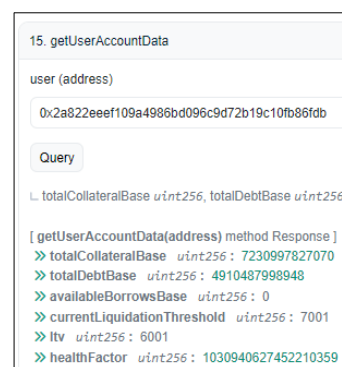 15. getUserAccountData
user (address)
0x2a822eeef109a4986bd096c9d72b19c10fb86fdb
Query
∟ totalCollateralBase uint256, totalDebtBase uint256
[ getUserAccountData(address) method Response ]
>> totalCollateralBase uint256 : 7230997827070
>> totalDebtBase uint256 : 4910487998948
>> availableBorrowsBase uint256 : 0
>> currentLiquidationThreshold uint256 : 7001
>> ltv uint256 : 6001
>> healthFactor uint256 : 1030940627452210359